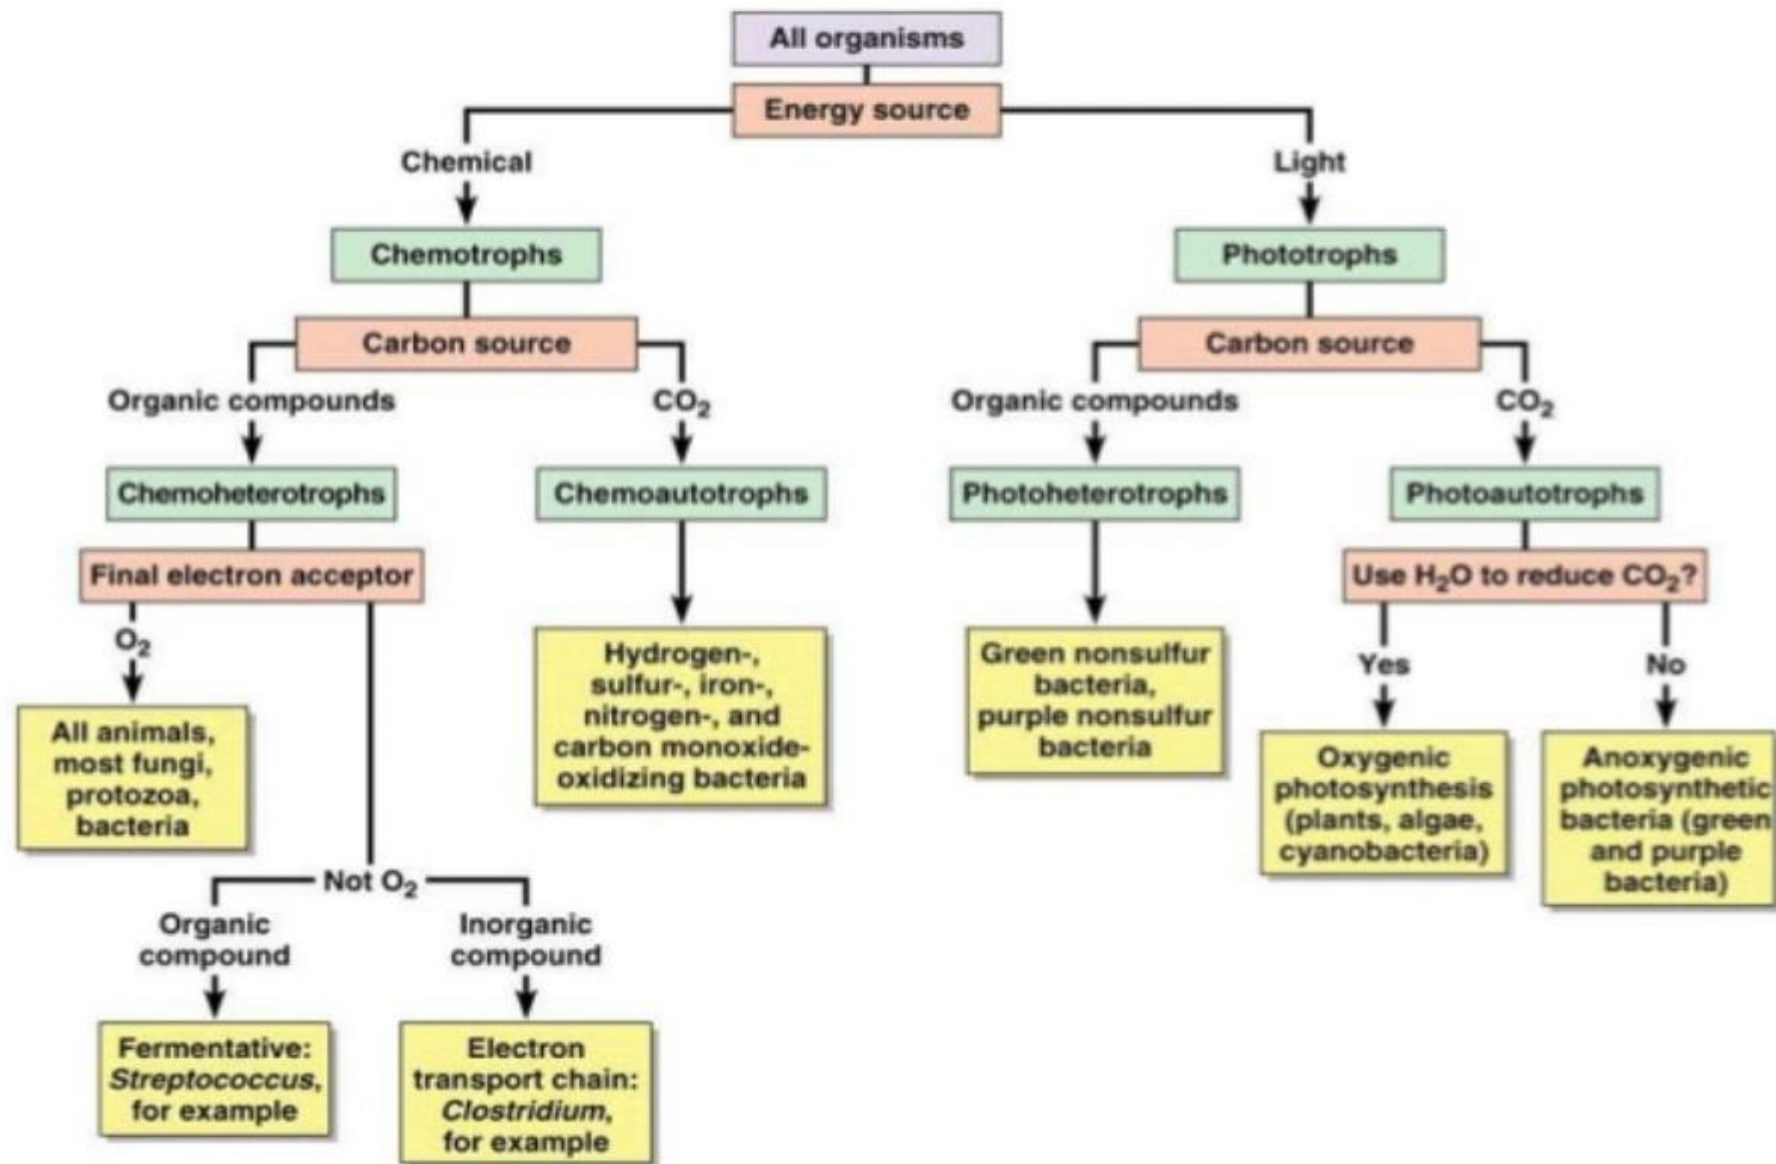 All organisms
Energy source
Chemical
Light
Chemotrophs
Phototrophs
Carbon source
Carbon source
Organic compounds
CO₂
Organic compounds
CO₂
Chemoheterotrophs
Chemoautotrophs
Photoheterotrophs
Photoautotrophs
Final electron acceptor
Use H₂O to reduce CO₂?
O₂
Yes
No
All animals,
most fungi,
protozoa,
bacteria
Hydrogen-,
sulfur-, iron-,
nitrogen-, and
carbon monoxide-
oxidizing bacteria
Green nonsulfur
bacteria,
purple nonsulfur
bacteria
Oxygenic
photosynthesis
(plants, algae,
cyanobacteria)
Anoxygenic
photosynthetic
bacteria (green
and purple
bacteria)
Not O₂
Organic
compound
Inorganic
compound
Fermentative:
Streptococcus,
for example
Electron
transport chain:
Clostridium,
for example